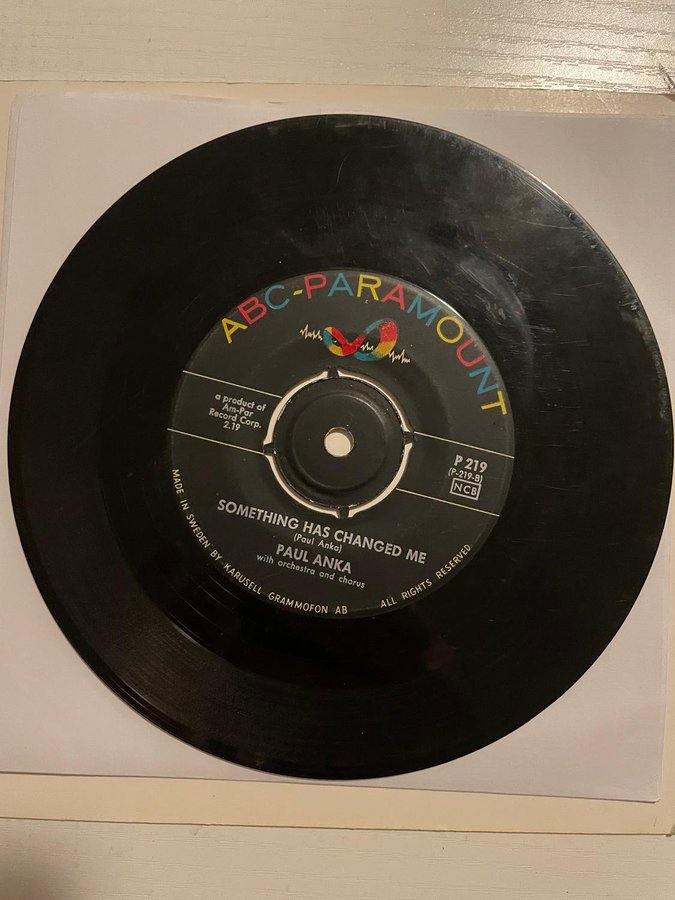 ABC-PARAMOUNT
a product of
Am-Par
Record Corp.
2.19
P 219
(P-219-B)
NCB
SOMETHING HAS CHANGED ME
(Paul Anka)
PAUL ANKA
with orchestra and chorus
MADE IN SWEDEN BY KARUSELL GRAMMOFON AB
ALL RIGHTS RESERVED